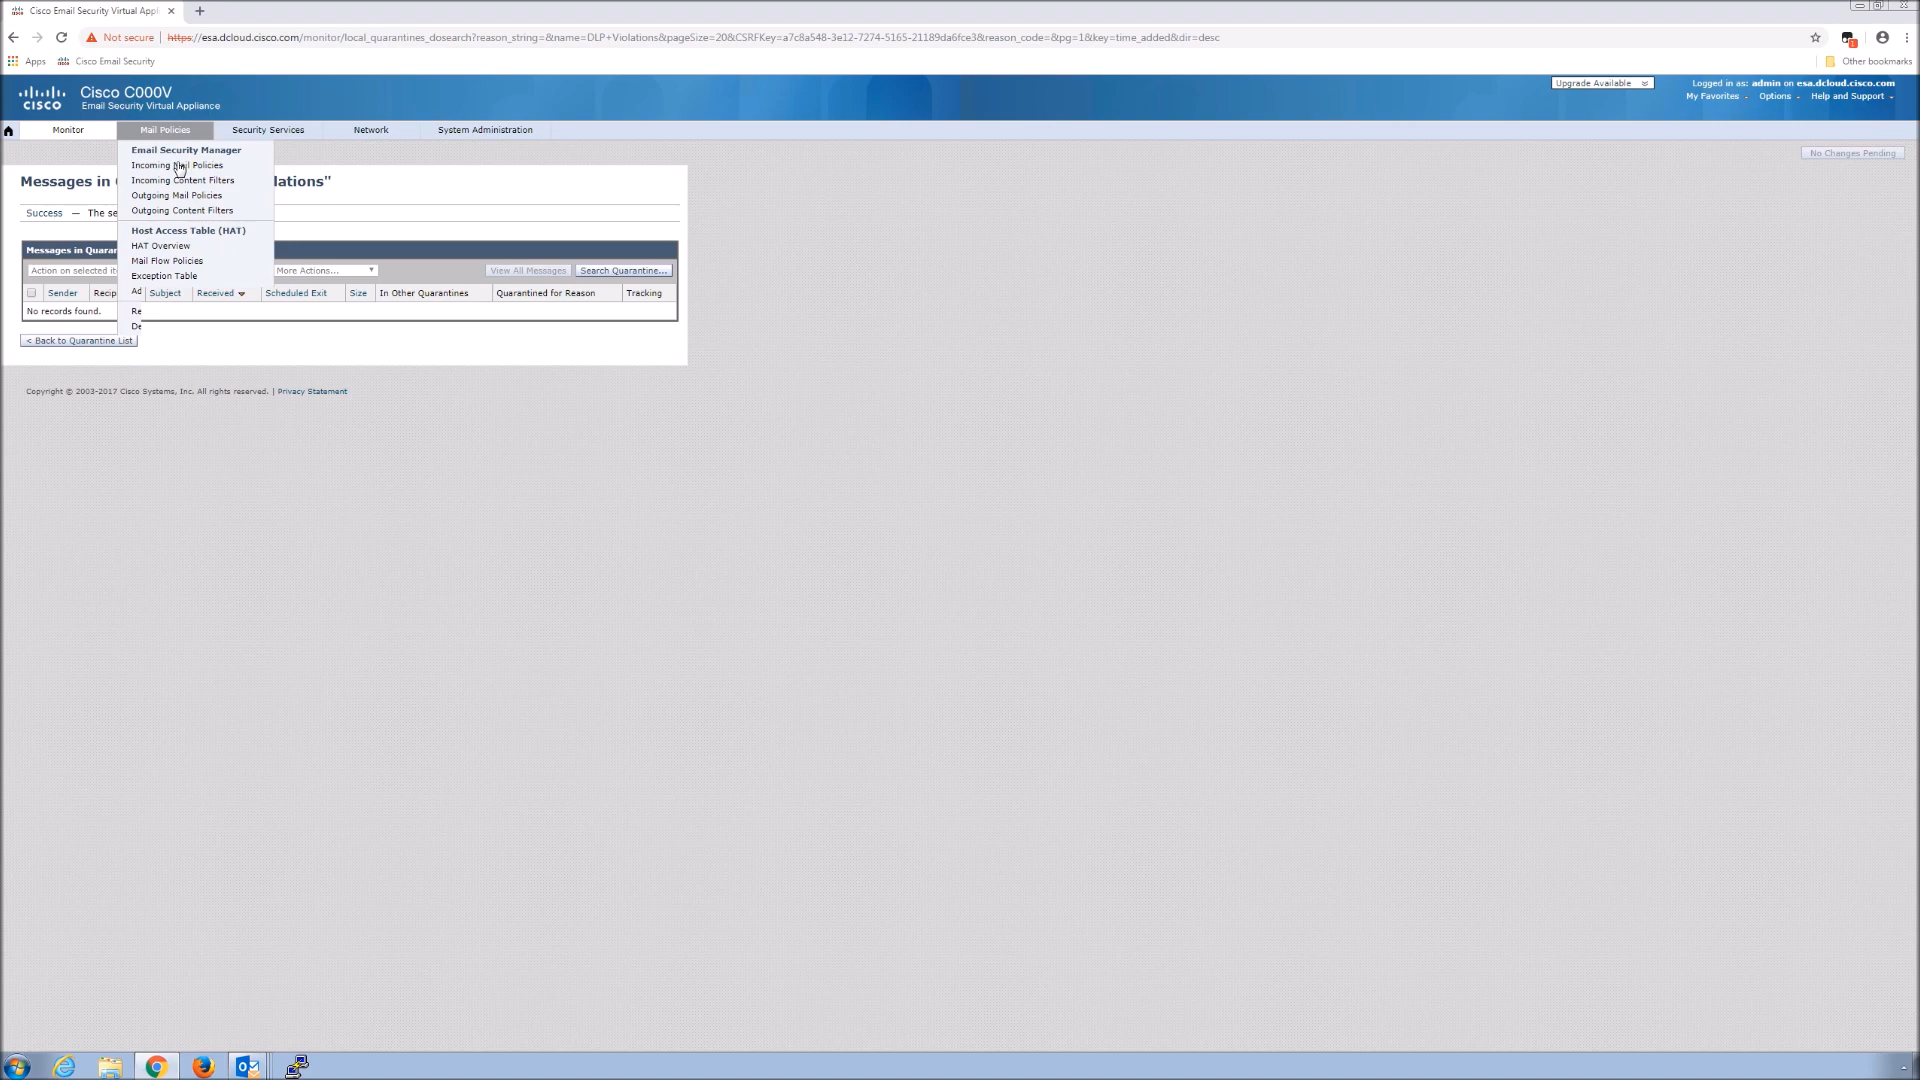 Cisco Email Security Virtual Appl
Not secure https://esa.dcloud.cisco.com/monitor/local_quarantines_dosearch?reason_string=&name=DLP+Violations&pageSize=20&CSRFKey=a7c8a548-3e12-7274-5165-21189da6fce3&reason_code=&pg=1&key=time_added&dir=desc
Apps Cisco Email Security Other bookmarks
CISCO
Cisco C000V
Email Security Virtual Appliance
Upgrade Available
Logged in as: admin on esa.dcloud.cisco.com
My Favorites Options Help and Support
Monitor Mail Policies Security Services Network System Administration
No Changes Pending
Email Security Manager
Incoming Mail Policies
Incoming Content Filters
Outgoing Mail Policies
Outgoing Content Filters
Host Access Table (HAT)
HAT Overview
Mail Flow Policies
Exception Table
Ad
Re
De
Messages in lations"
Success — The se
Messages in Quarar
Action on selected ite More Actions... View All Messages Search Quarantine...
Sender Recip Subject Received Scheduled Exit Size In Other Quarantines Quarantined for Reason Tracking
No records found.
< Back to Quarantine List
Copyright © 2003-2017 Cisco Systems, Inc. All rights reserved. | Privacy Statement